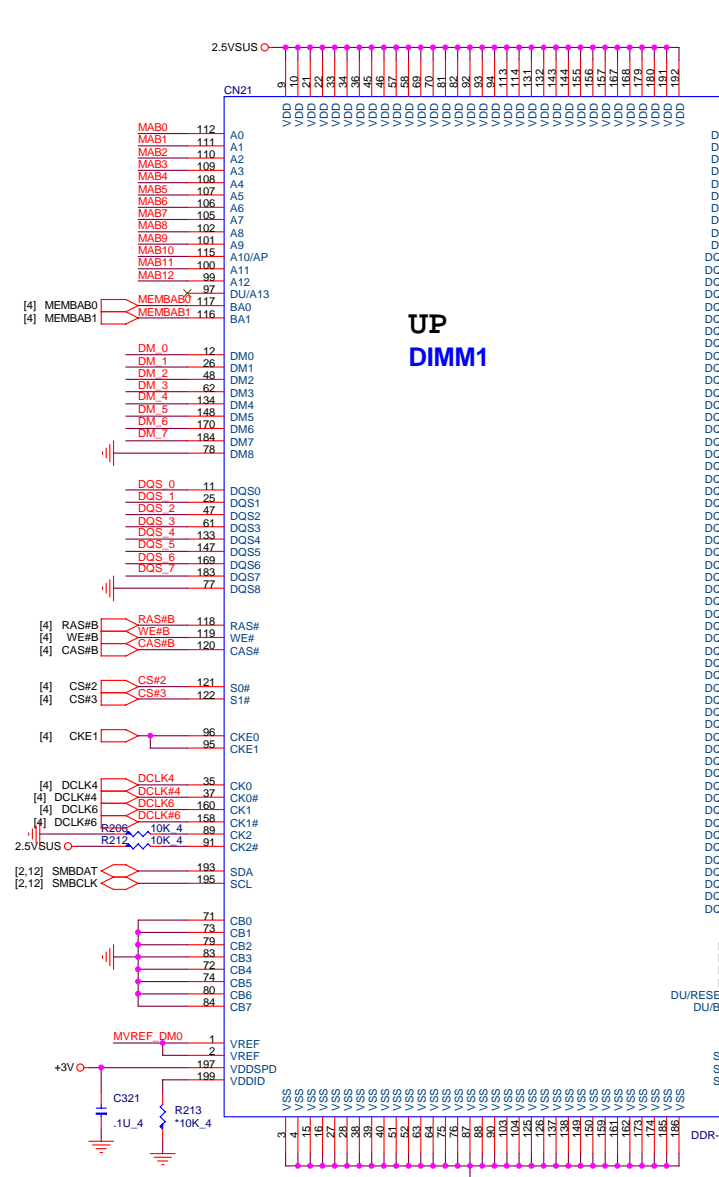 2.5VSUS
9 10 21 22 33 34 36 45 46 57 58 69 70 81 82 92 93 94 113 114 131 132 143 144 155 156 157 167 168 179 180 191 192
CN21
VDD VDD VDD VDD VDD VDD VDD VDD VDD VDD VDD VDD VDD VDD VDD VDD VDD VDD VDD VDD VDD VDD VDD VDD VDD VDD VDD VDD VDD VDD VDD VDD VDD
MAB0 112 A0
MAB1 111 A1
MAB2 110 A2
MAB3 109 A3
MAB4 108 A4
MAB5 107 A5
MAB6 106 A6
MAB7 105 A7
MAB8 102 A8
MAB9 101 A9
MAB10 115 A10/AP
MAB11 100 A11
MAB12 99 A12
97 DU/A13
[4] MEMBAB0 MEMBAB0 117 BA0
[4] MEMBAB1 MEMBAB1 116 BA1
UP
DIMM1
DM_0 12 DM0
DM_1 26 DM1
DM_2 48 DM2
DM_3 62 DM3
DM_4 134 DM4
DM_5 148 DM5
DM_6 170 DM6
DM_7 184 DM7
78 DM8
DQS_0 11 DQS0
DQS_1 25 DQS1
DQS_2 47 DQS2
DQS_3 61 DQS3
DQS_4 133 DQS4
DQS_5 147 DQS5
DQS_6 169 DQS6
DQS_7 183 DQS7
77 DQS8
[4] RAS#B RAS#B 118 RAS#
[4] WE#B WE#B 119 WE#
[4] CAS#B CAS#B 120 CAS#
[4] CS#2 CS#2 121 S0#
[4] CS#3 CS#3 122 S1#
[4] CKE1 96 CKE0
95 CKE1
[4] DCLK4 DCLK4 35 CK0
[4] DCLK#4 DCLK#4 37 CK0#
[4] DCLK6 DCLK6 160 CK1
[4] DCLK#6 DCLK#6 158 CK1#
R206 10K_4 89 CK2
2.5VSUS R212 10K_4 91 CK2#
[2,12] SMBDAT 193 SDA
[2,12] SMBCLK 195 SCL
71 CB0
73 CB1
79 CB2
83 CB3
72 CB4
74 CB5
80 CB6
84 CB7
DU/RESE
DU/B
MVREF_DM0 1 VREF
2 VREF
+3V 197 VDDSPD
199 VDDID
C321
.1U_4
R213
*10K_4
VSS VSS VSS VSS VSS VSS VSS VSS VSS VSS VSS VSS VSS VSS VSS VSS VSS VSS VSS VSS VSS VSS VSS VSS VSS VSS VSS VSS VSS VSS VSS VSS VSS
3 4 15 16 27 28 38 39 40 51 52 63 64 75 76 87 88 90 103 104 125 126 137 138 149 150 159 161 162 173 174 185 186
DDR-